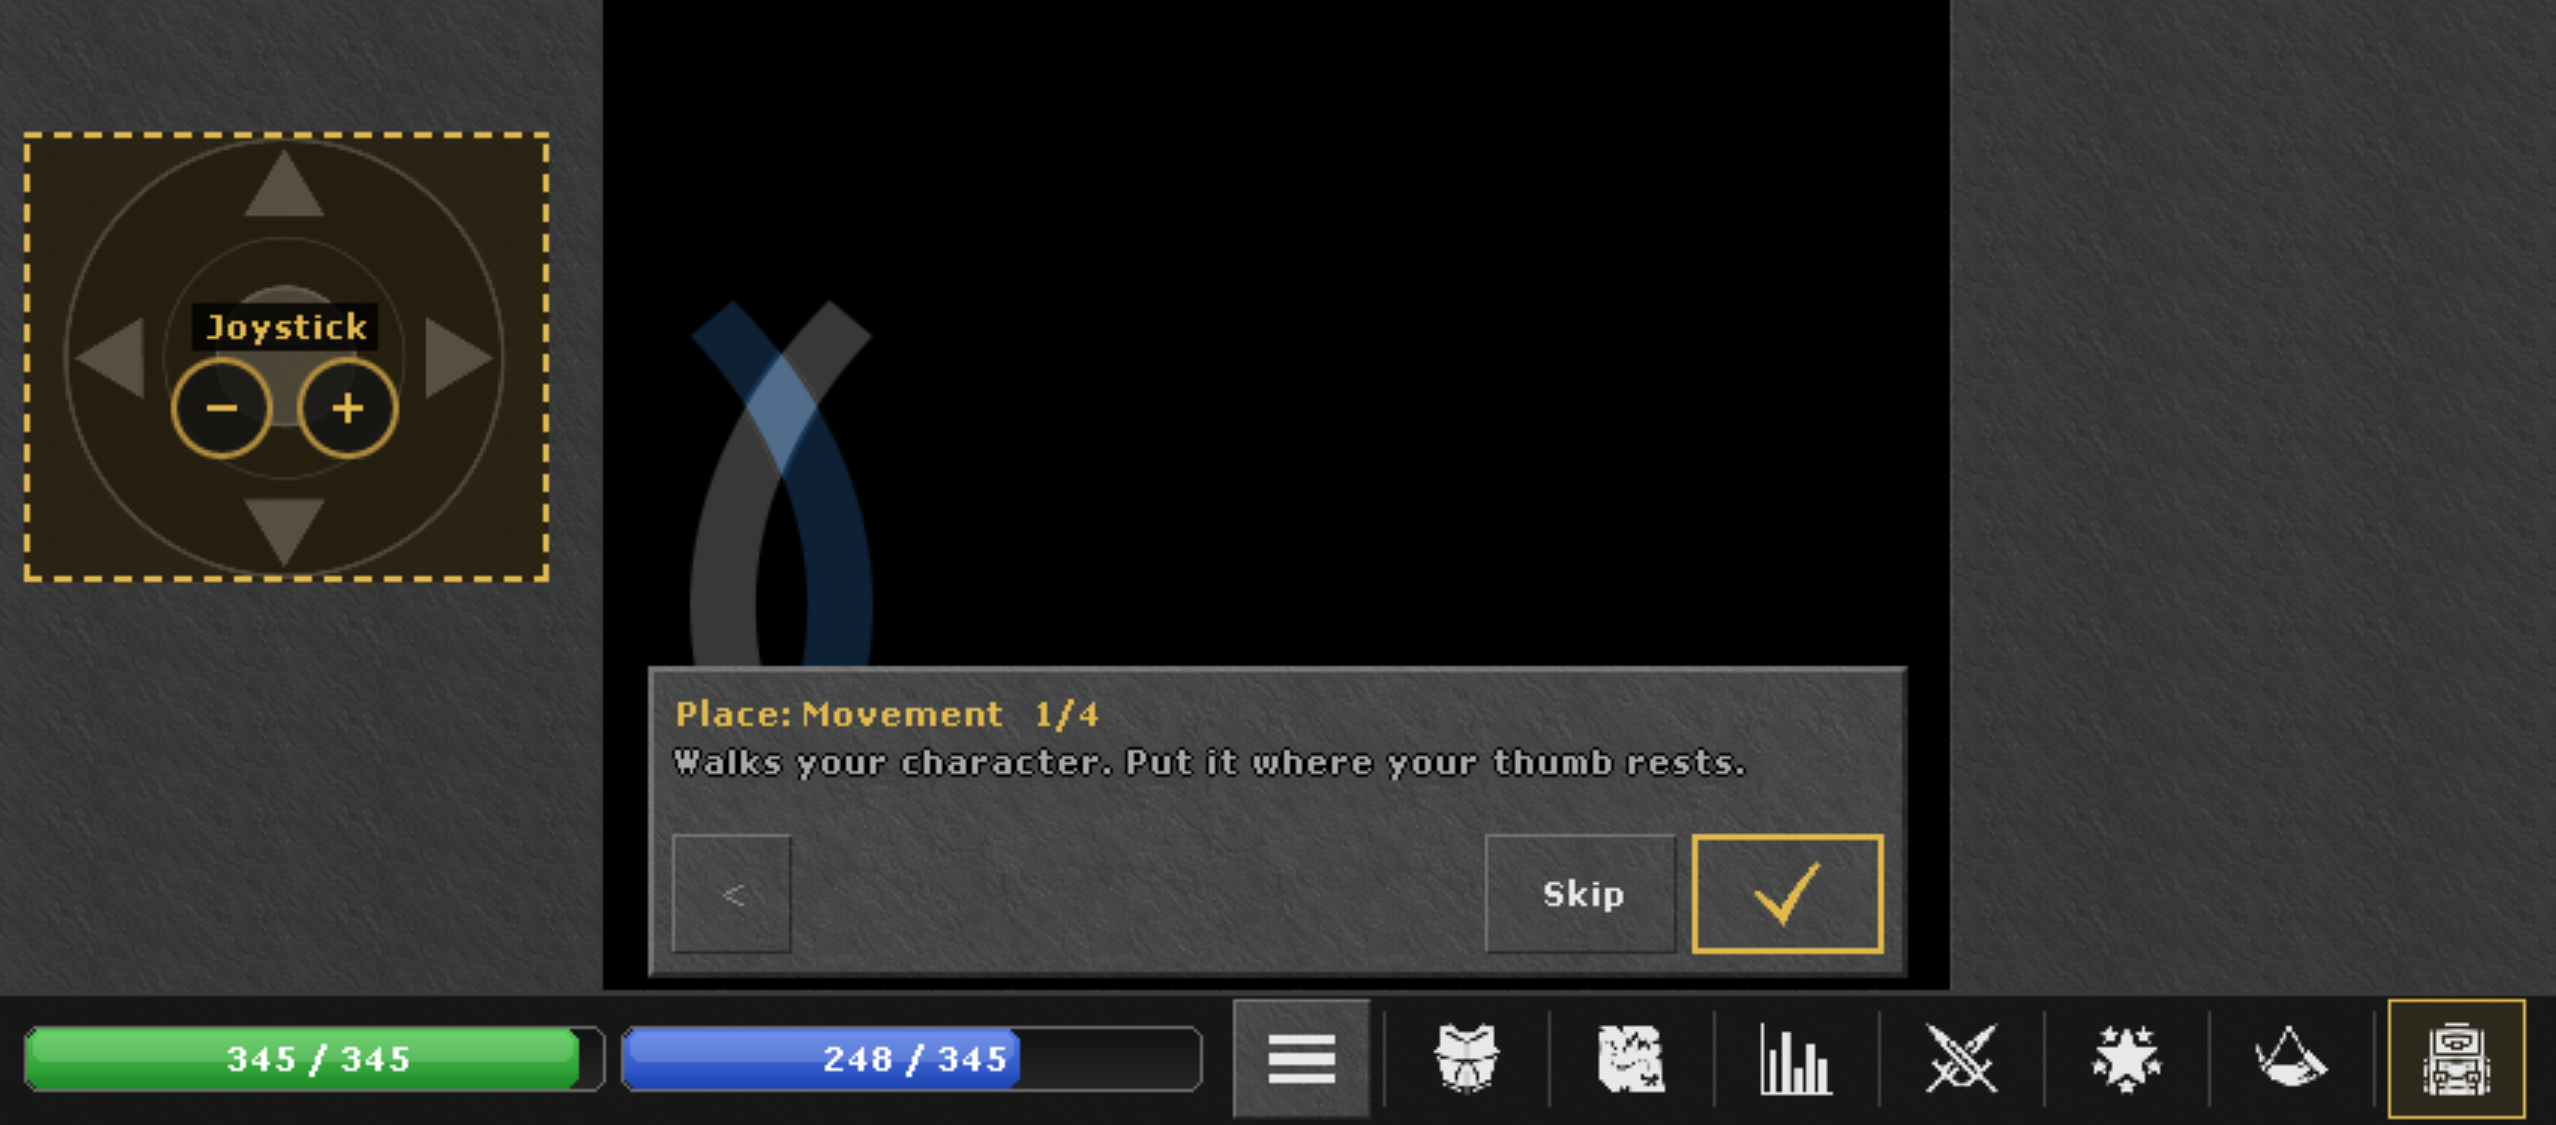 Joystick
- +
Place: Movement 1/4
Walks your character. Put it where your thumb rests.
<
Skip
345 / 345
248 / 345